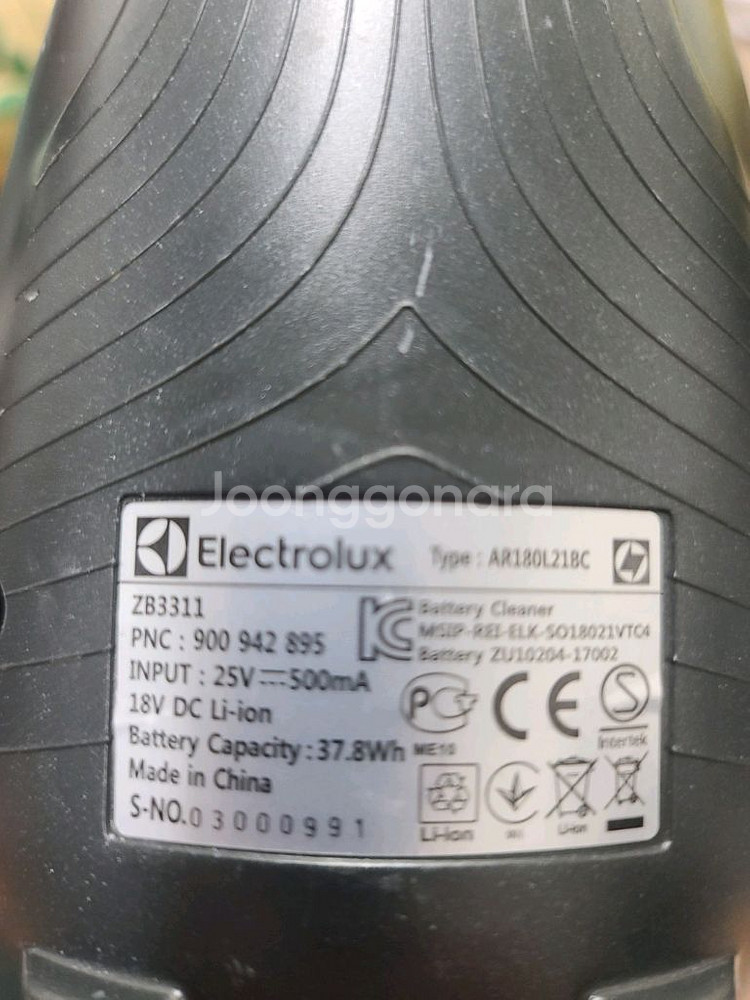 Joonggonara
Electrolux Type : AR180L21BC
ZB3311
PNC : 900 942 895
INPUT : 25V⎓500mA
18V DC Li-ion
Battery Capacity : 37.8Wh
Made in China
S-NO. 03000991
Battery Cleaner
MSIP-REI-ELK-SO18021VTC4
Battery ZU10204-17002
ME10
Intertek
Li-ion
Li-ion